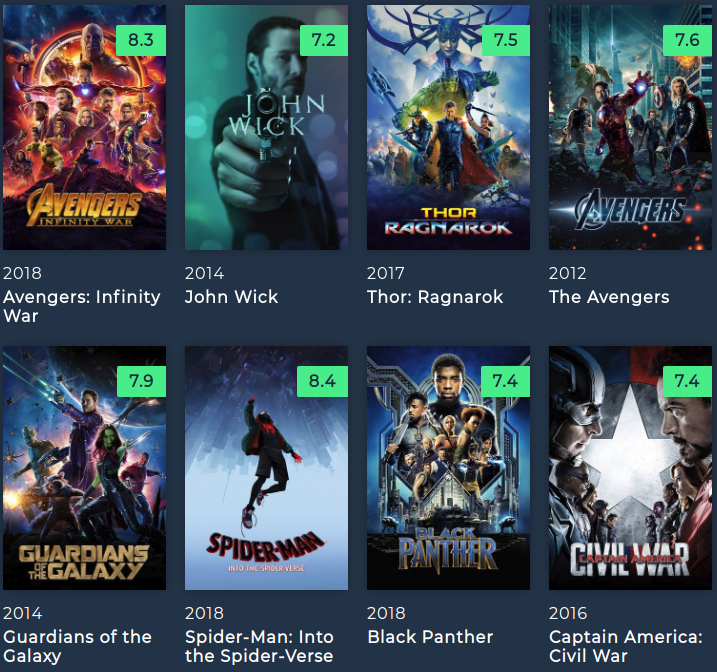 8.3
AVENGERS
INFINITY WAR
2018
Avengers: Infinity
War
7.2
JOHN
WICK
2014
John Wick
7.5
THOR
RAGNAROK
2017
Thor: Ragnarok
7.6
AVENGERS
2012
The Avengers
7.9
GUARDIANS
OF THE GALAXY
2014
Guardians of the
Galaxy
8.4
SPIDER-MAN
INTO THE SPIDER-VERSE
2018
Spider-Man: Into
the Spider-Verse
7.4
BLACK
PANTHER
2018
Black Panther
7.4
CAPTAIN AMERICA
CIVIL WAR
2016
Captain America:
Civil War